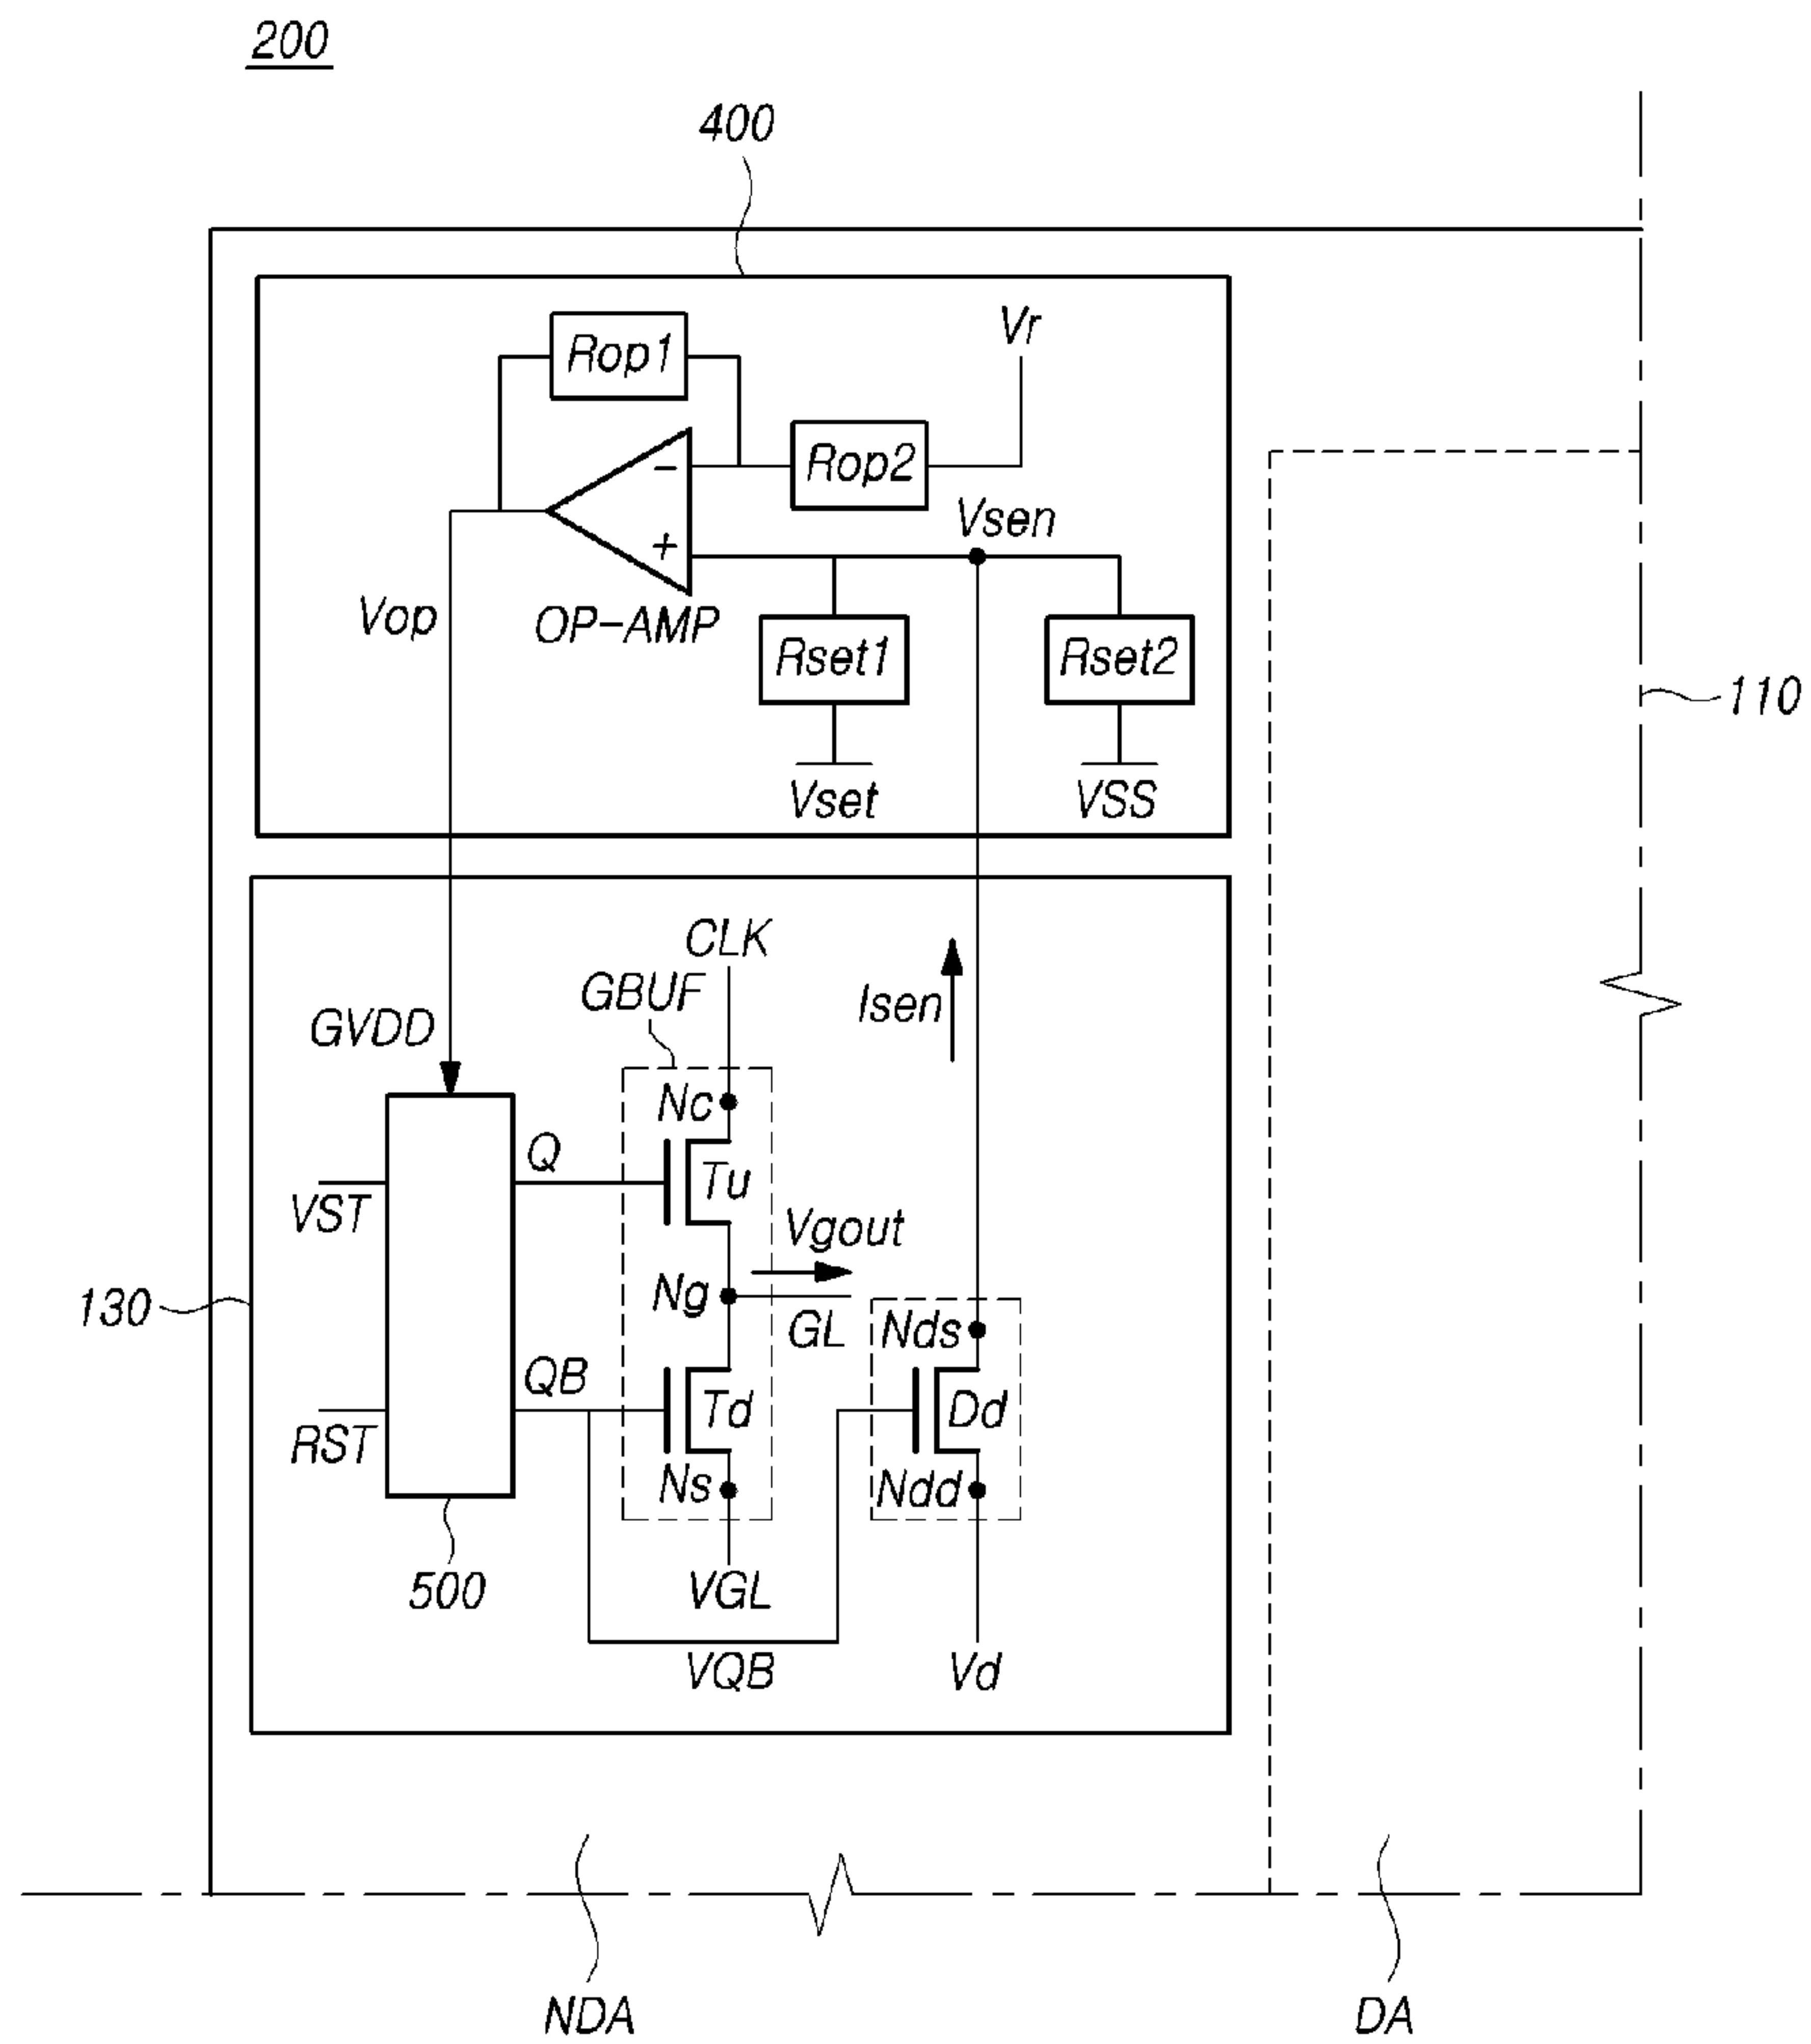 200
400
Rop1
Vr
Rop2
-
Vsen
+
Vop
OP-AMP
Rset1
Rset2
110
Vset
VSS
CLK
GBUF
Isen
GVDD
Nc
Q
Tu
VST
Vgout
130
Ng
GL
Nds
QB
Td
Dd
RST
Ns
Ndd
500
VGL
VQB
Vd
NDA
DA